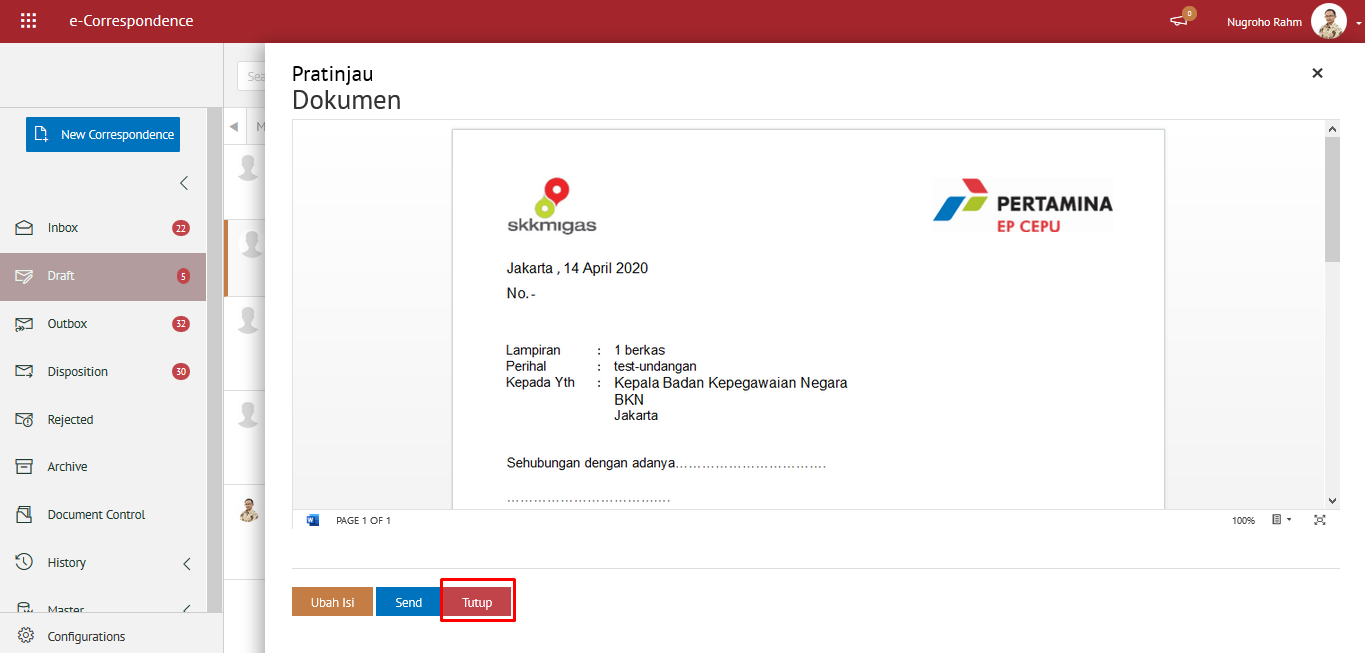 e-Correspondence
0
Nugroho Rahm
Pratinjau
Dokumen
New Correspondence
Inbox 22
Draft 5
Outbox 32
Disposition 30
Rejected
Archive
Document Control
History
Master
Configurations
Sea
M
skkmigas
PERTAMINA
EP CEPU
Jakarta , 14 April 2020
No. -
Lampiran : 1 berkas
Perihal : test-undangan
Kepada Yth : Kepala Badan Kepegawaian Negara
BKN
Jakarta
Sehubungan dengan adanya…………………………….
……………………………….
PAGE 1 OF 1
100%
Ubah Isi
Send
Tutup